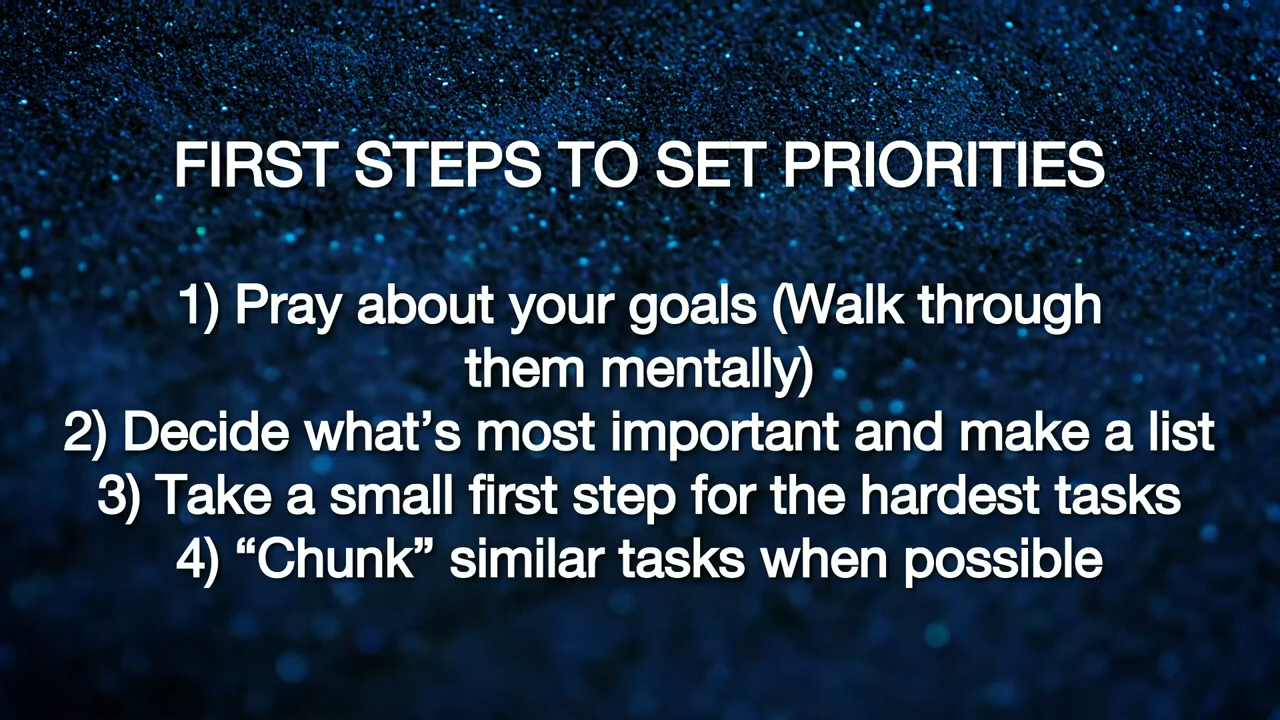 FIRST STEPS TO SET PRIORITIES
1) Pray about your goals (Walk through
them mentally)
2) Decide what’s most important and make a list
3) Take a small first step for the hardest tasks
4) “Chunk” similar tasks when possible